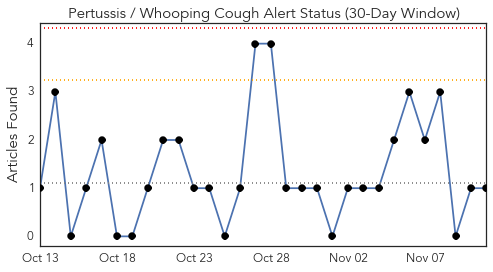 Pertussis / Whooping Cough Alert Status (30-Day Window)
Articles Found
4
3
2
1
0
Oct 13
Oct 18
Oct 23
Oct 28
Nov 02
Nov 07